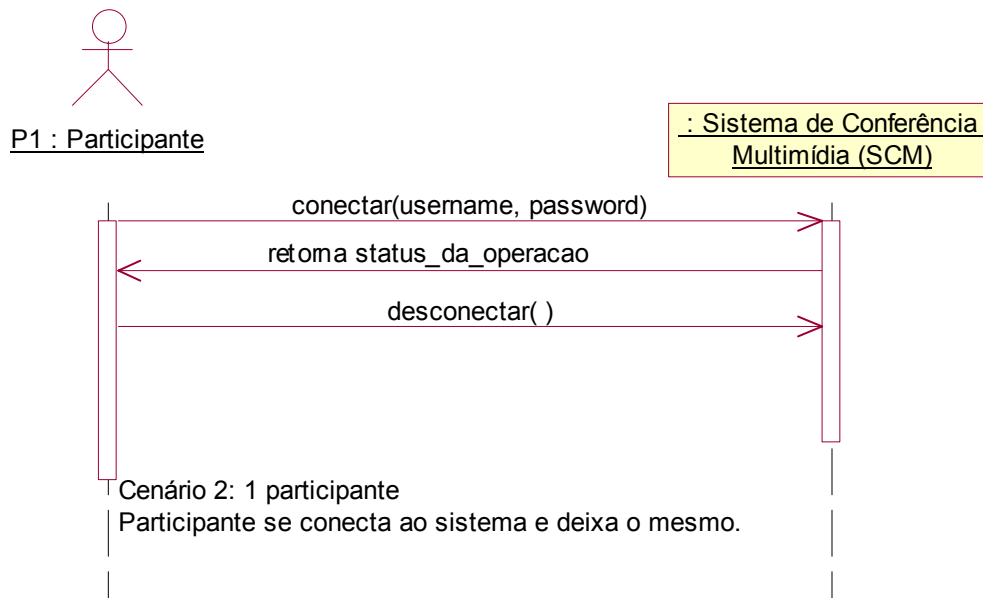 P1 : Participante
: Sistema de Conferência
Multimídia (SCM)
conectar(username, password)
retorna status_da_operacao
desconectar( )
Cenário 2: 1 participante
Participante se conecta ao sistema e deixa o mesmo.